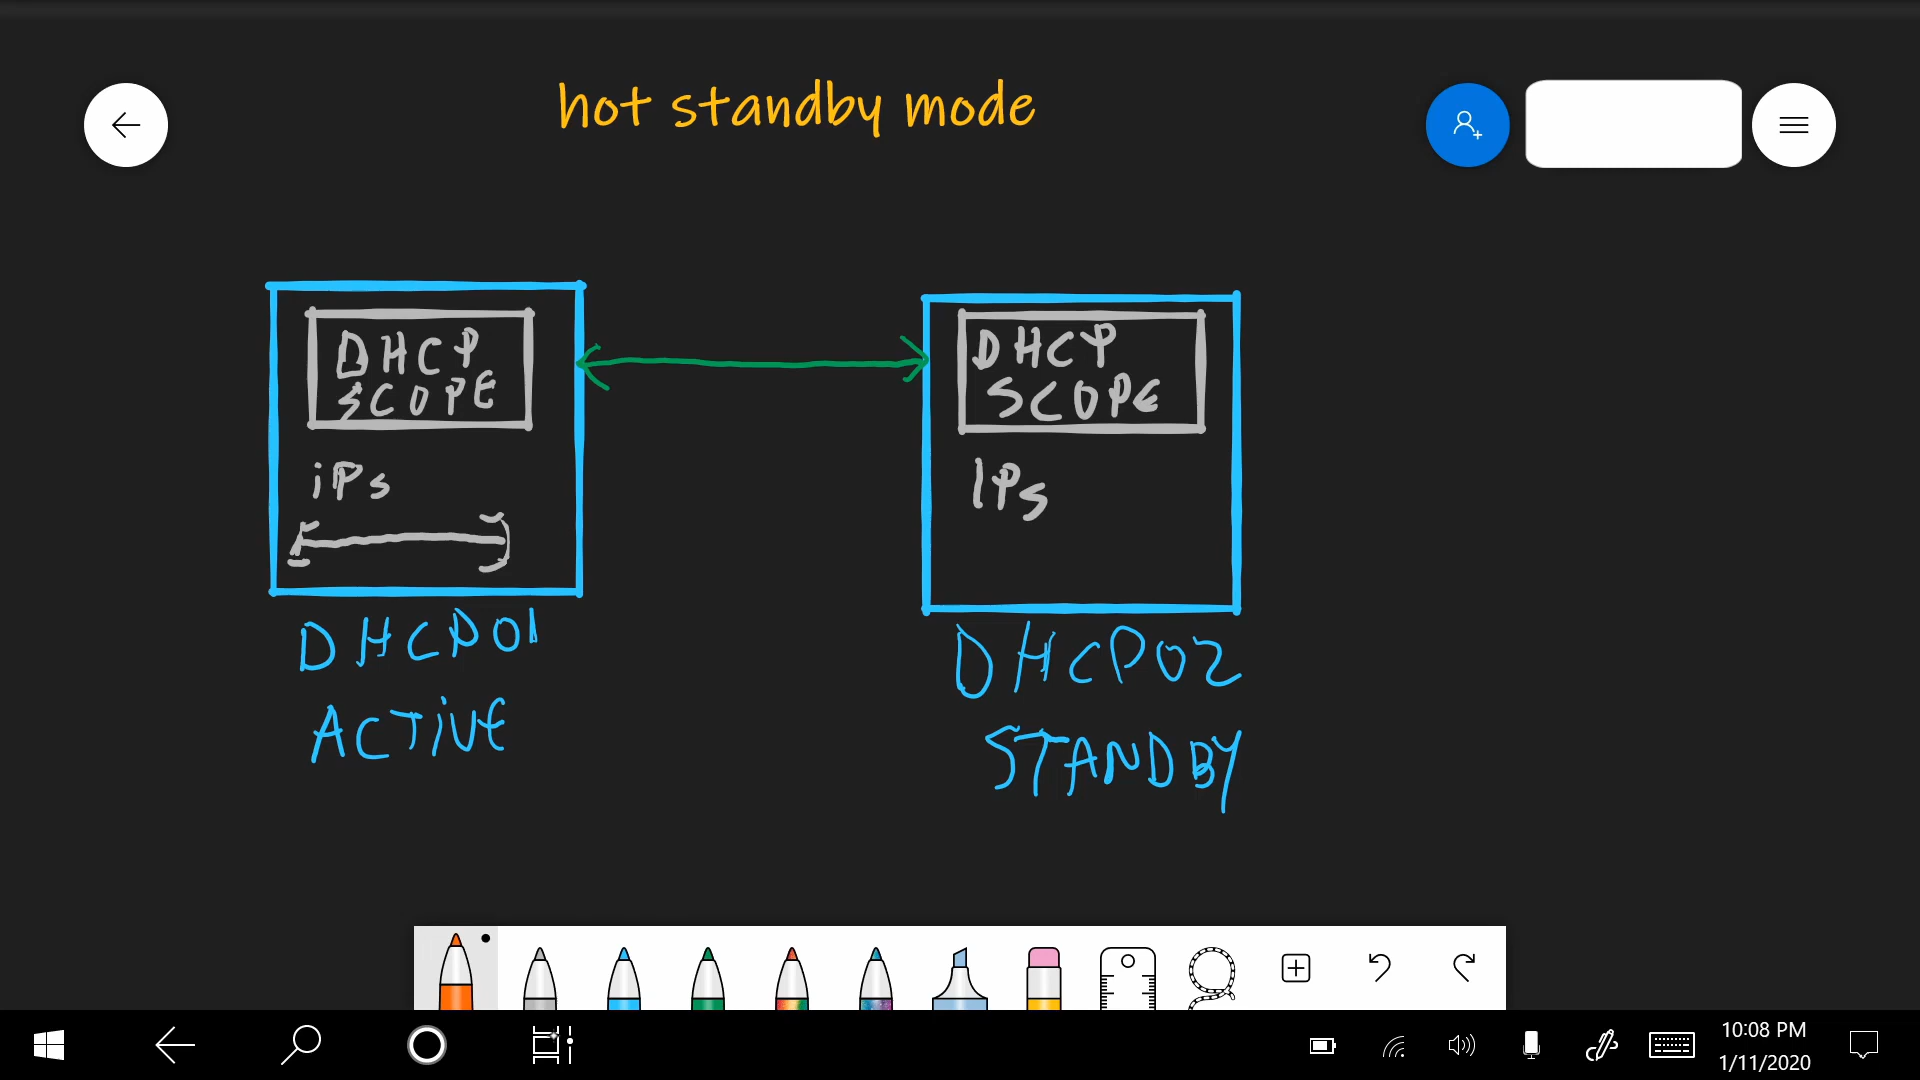 hot standby mode
DHCP
SCOPE
iPs
DHCP01
ACTiVE
DHCP
SCOPE
IPs
DHCP02
STANDBY
10:08 PM
1/11/2020